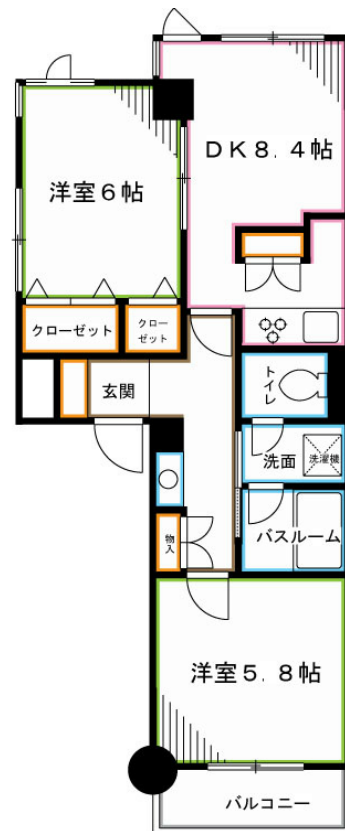 DK8.4帖
洋室6帖
クローゼット
クロー
ゼット
玄関
トイレ
洗面
洗濯機
バスルーム
物入
洋室5.8帖
バルコニー